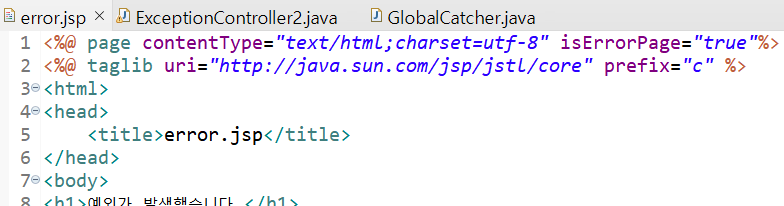 error.jsp ExceptionController2.java GlobalCatcher.java
1 <%@ page contentType="text/html;charset=utf-8" isErrorPage="true"%>
2 <%@ taglib uri="http://java.sun.com/jsp/jstl/core" prefix="c" %>
3 <html>
4 <head>
5 <title>error.jsp</title>
6 </head>
7 <body>
8 <h1>예외가 발생했습니다.</h1>